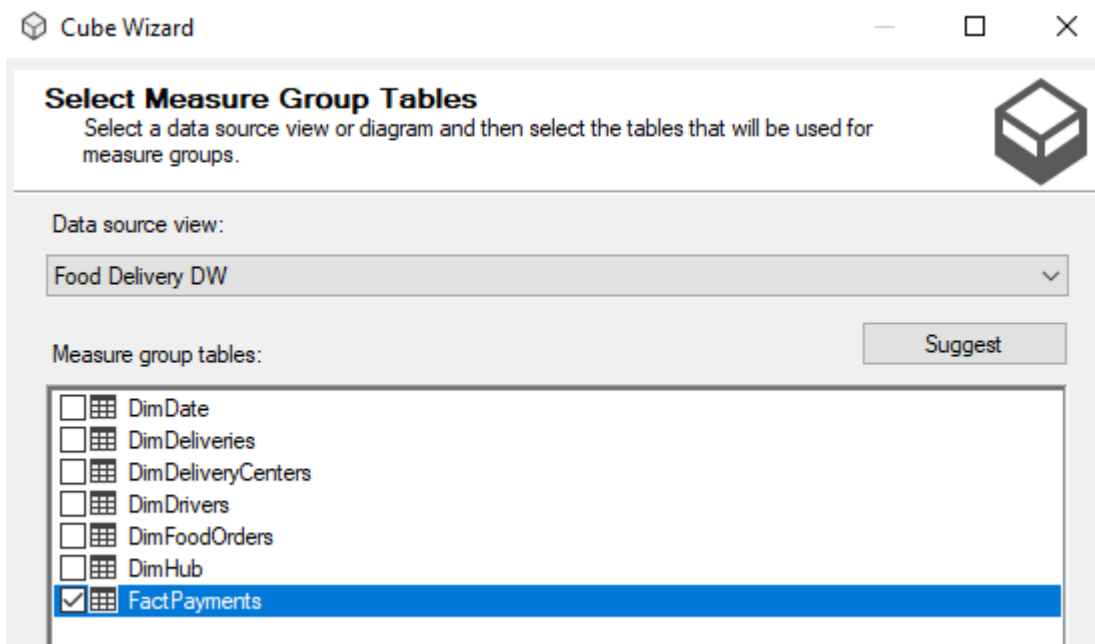 Cube Wizard
Select Measure Group Tables
Select a data source view or diagram and then select the tables that will be used for
measure groups.
Data source view:
Food Delivery DW
Suggest
Measure group tables:
DimDate
DimDeliveries
DimDeliveryCenters
DimDrivers
DimFoodOrders
DimHub
FactPayments